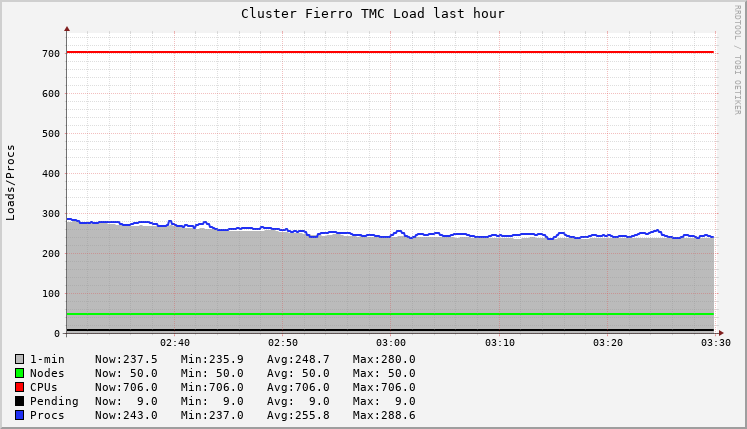 Cluster Fierro TMC Load last hour
RRDTOOL / TOBI OETIKER
Loads/Procs
700
600
500
400
300
200
100
0
02:40 02:50 03:00 03:10 03:20 03:30
1-min Now:237.5 Min:235.9 Avg:248.7 Max:280.0
Nodes Now: 50.0 Min: 50.0 Avg: 50.0 Max: 50.0
CPUs Now:706.0 Min:706.0 Avg:706.0 Max:706.0
Pending Now: 9.0 Min: 9.0 Avg: 9.0 Max: 9.0
Procs Now:243.0 Min:237.0 Avg:255.8 Max:288.6